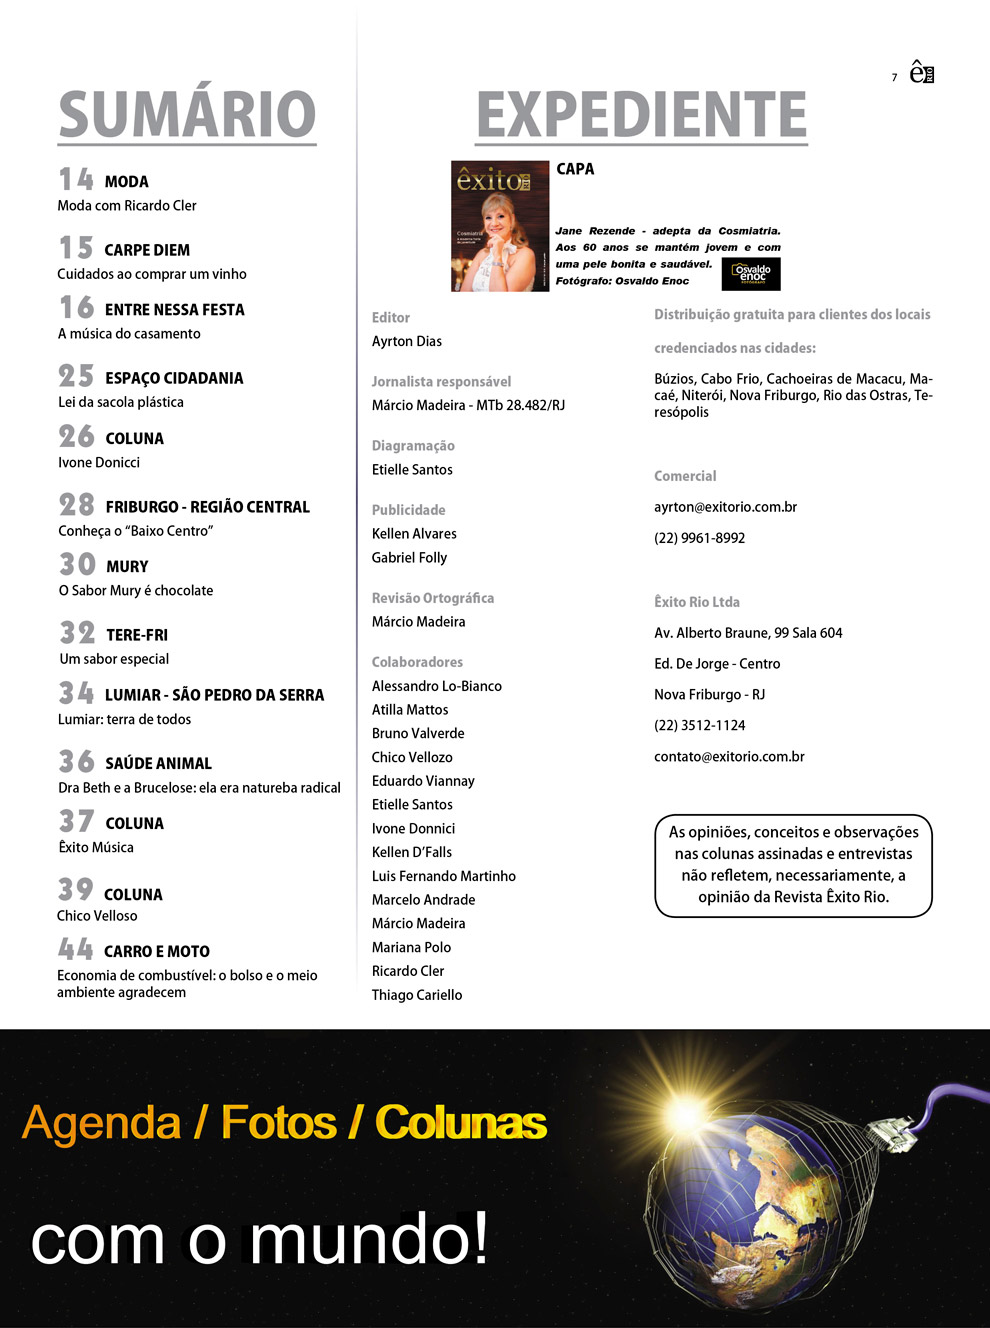 7 ê RIO
SUMÁRIO
14 MODA
Moda com Ricardo Cler
15 CARPE DIEM
Cuidados ao comprar um vinho
16 ENTRE NESSA FESTA
A música do casamento
25 ESPAÇO CIDADANIA
Lei da sacola plástica
26 COLUNA
Ivone Donicci
28 FRIBURGO - REGIÃO CENTRAL
Conheça o “Baixo Centro”
30 MURY
O Sabor Mury é chocolate
32 TERE-FRI
Um sabor especial
34 LUMIAR - SÃO PEDRO DA SERRA
Lumiar: terra de todos
36 SAÚDE ANIMAL
Dra Beth e a Brucelose: ela era natureba radical
37 COLUNA
Êxito Música
39 COLUNA
Chico Velloso
44 CARRO E MOTO
Economia de combustível: o bolso e o meio
ambiente agradecem
EXPEDIENTE
êxito RIO
Cosmiatria
CAPA
Jane Rezende - adepta da Cosmiatria.
Aos 60 anos se mantém jovem e com
uma pele bonita e saudável.
Fotógrafo: Osvaldo Enoc
Osvaldo
enoc
FOTÓGRAFO
Editor
Ayrton Dias
Jornalista responsável
Márcio Madeira - MTb 28.482/RJ
Diagramação
Etielle Santos
Publicidade
Kellen Alvares
Gabriel Folly
Revisão Ortográfica
Márcio Madeira
Colaboradores
Alessandro Lo-Bianco
Atilla Mattos
Bruno Valverde
Chico Vellozo
Eduardo Viannay
Etielle Santos
Ivone Donnici
Kellen D’Falls
Luis Fernando Martinho
Marcelo Andrade
Márcio Madeira
Mariana Polo
Ricardo Cler
Thiago Cariello
Distribuição gratuita para clientes dos locais
credenciados nas cidades:
Búzios, Cabo Frio, Cachoeiras de Macacu, Ma-
caé, Niterói, Nova Friburgo, Rio das Ostras, Te-
resópolis
Comercial
ayrton@exitorio.com.br
(22) 9961-8992
Êxito Rio Ltda
Av. Alberto Braune, 99 Sala 604
Ed. De Jorge - Centro
Nova Friburgo - RJ
(22) 3512-1124
contato@exitorio.com.br
As opiniões, conceitos e observações
nas colunas assinadas e entrevistas
não refletem, necessariamente, a
opinião da Revista Êxito Rio.
Agenda / Fotos / Colunas
com o mundo!